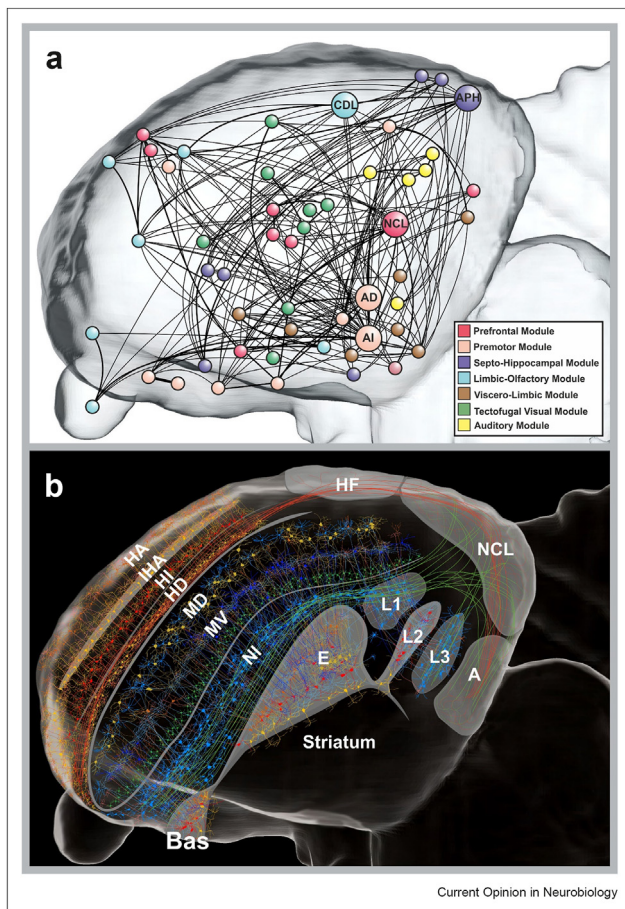 a
CDL
APH
NCL
AD
AI
Prefrontal Module
Premotor Module
Septo-Hippocampal Module
Limbic-Olfactory Module
Viscero-Limbic Module
Tectofugal Visual Module
Auditory Module
b
HF
NCL
HA
IHA
HI
HD
MD
MV
NI
L1
L2
L3
E
A
Striatum
Bas
Current Opinion in Neurobiology